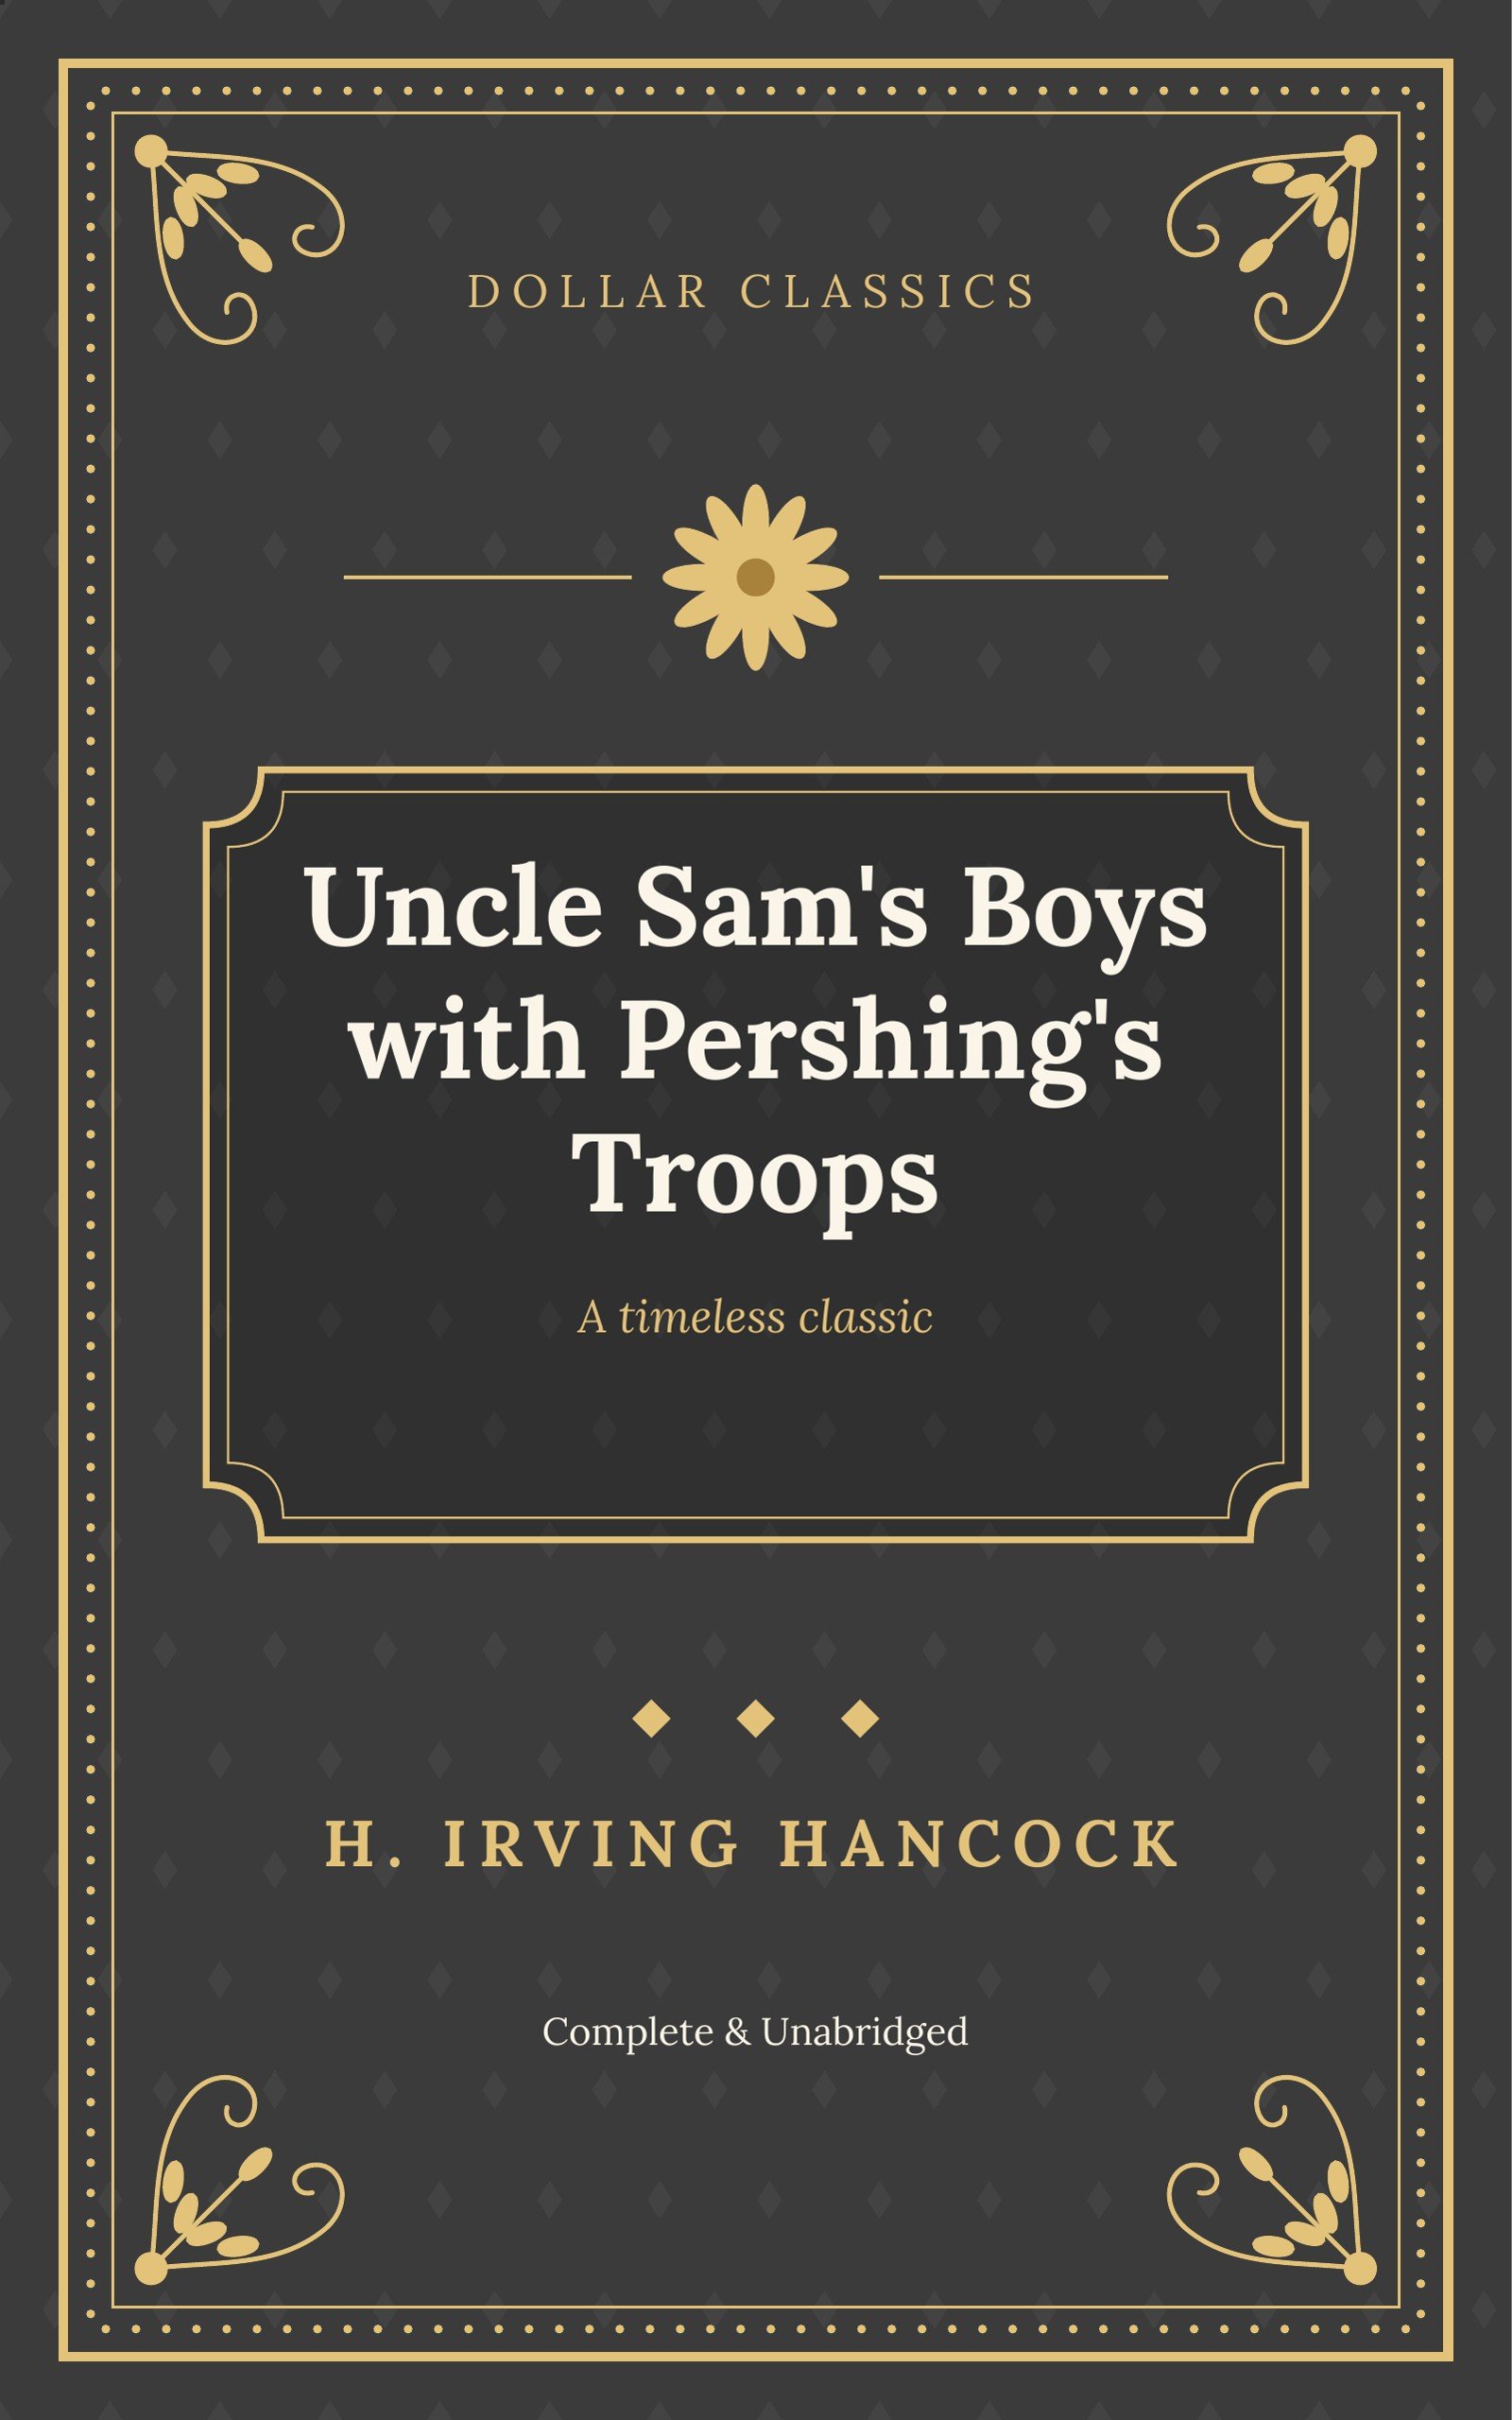 DOLLAR CLASSICS
Uncle Sam's Boys
with Pershing's
Troops
A timeless classic
H. IRVING HANCOCK
Complete & Unabridged